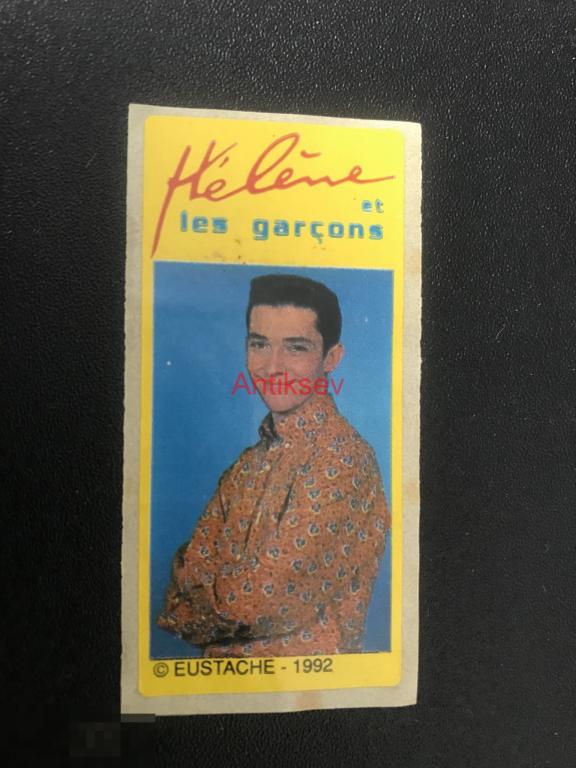 Hélène
et
les garçons
Antiksev
© EUSTACHE - 1992